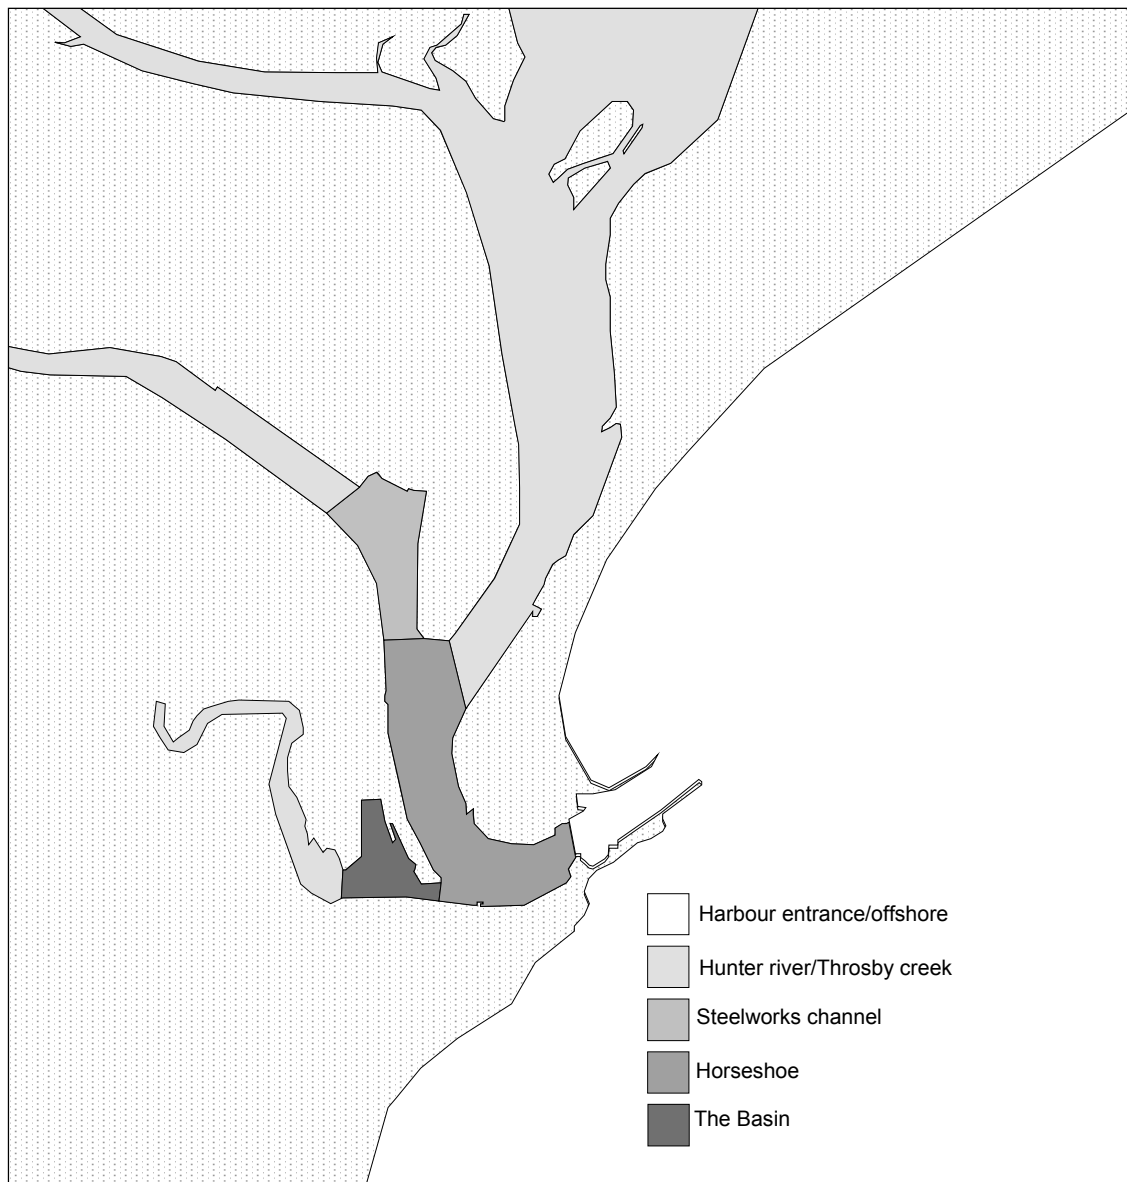 Harbour entrance/offshore
Hunter river/Throsby creek
Steelworks channel
Horseshoe
The Basin